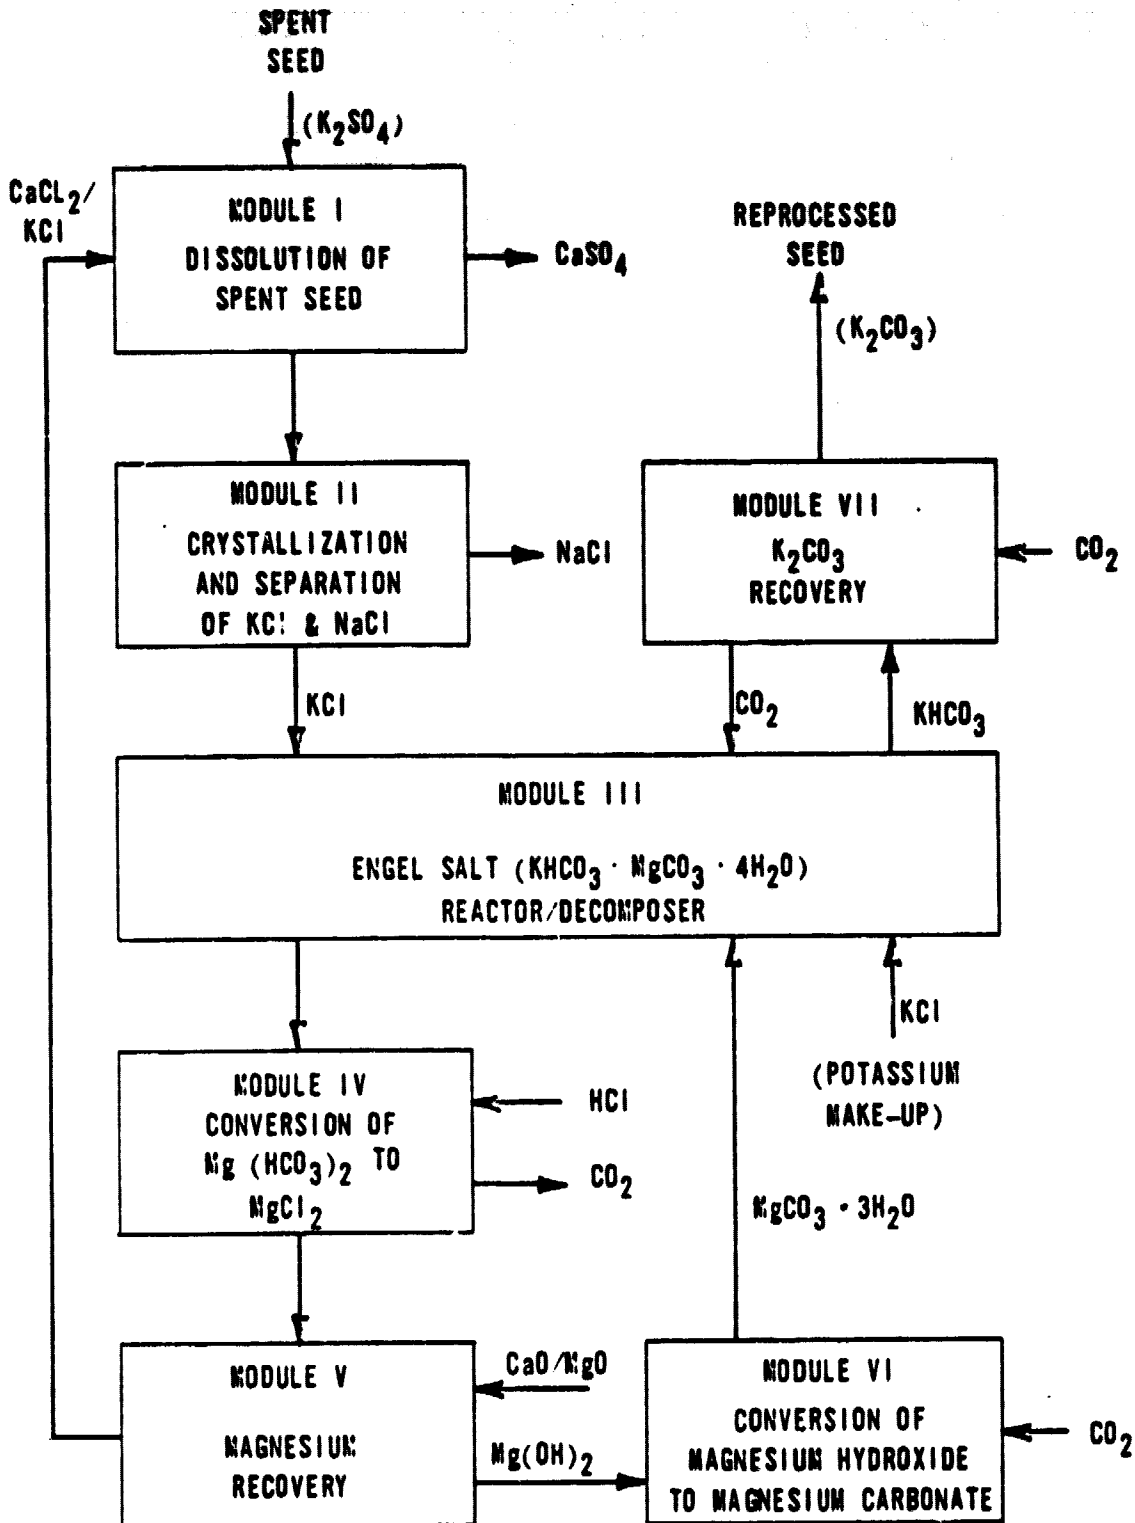 SPENT
SEED
(K₂SO₄)
CaCL₂/
KCl
MODULE I
DISSOLUTION OF
SPENT SEED
CaSO₄
REPROCESSED
SEED
(K₂CO₃)
MODULE II
CRYSTALLIZATION
AND SEPARATION
OF KCl & NaCl
NaCl
MODULE VII
K₂CO₃
RECOVERY
CO₂
KCl
CO₂
KHCO₃
MODULE III
ENGEL SALT (KHCO₃ · MgCO₃ · 4H₂O)
REACTOR/DECOMPOSER
KCl
(POTASSIUM
MAKE-UP)
MODULE IV
CONVERSION OF
Mg (HCO₃)₂ TO
MgCl₂
HCl
CO₂
MgCO₃ · 3H₂O
MODULE V
MAGNESIUM
RECOVERY
CaO/MgO
Mg(OH)₂
MODULE VI
CONVERSION OF
MAGNESIUM HYDROXIDE
TO MAGNESIUM CARBONATE
CO₂